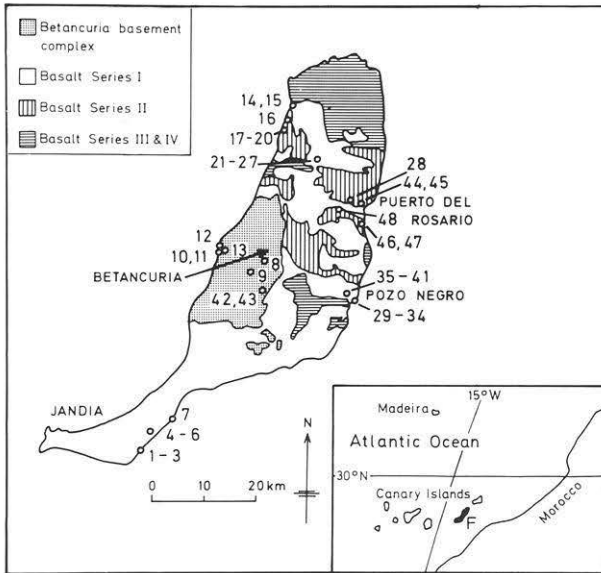 Betancuria basement
complex
Basalt Series I
Basalt Series II
Basalt Series III & IV
14,15
16
17-20
21-27
28
44,45
PUERTO DEL
48 ROSARIO
46,47
12
10,11
13
8
BETANCURIA
9
42,43
35-41
POZO NEGRO
29-34
JANDIA
7
4-6
1-3
N
0 10 20 km
15°W
Madeira
Atlantic Ocean
30°N
Canary Islands
F
Morocco